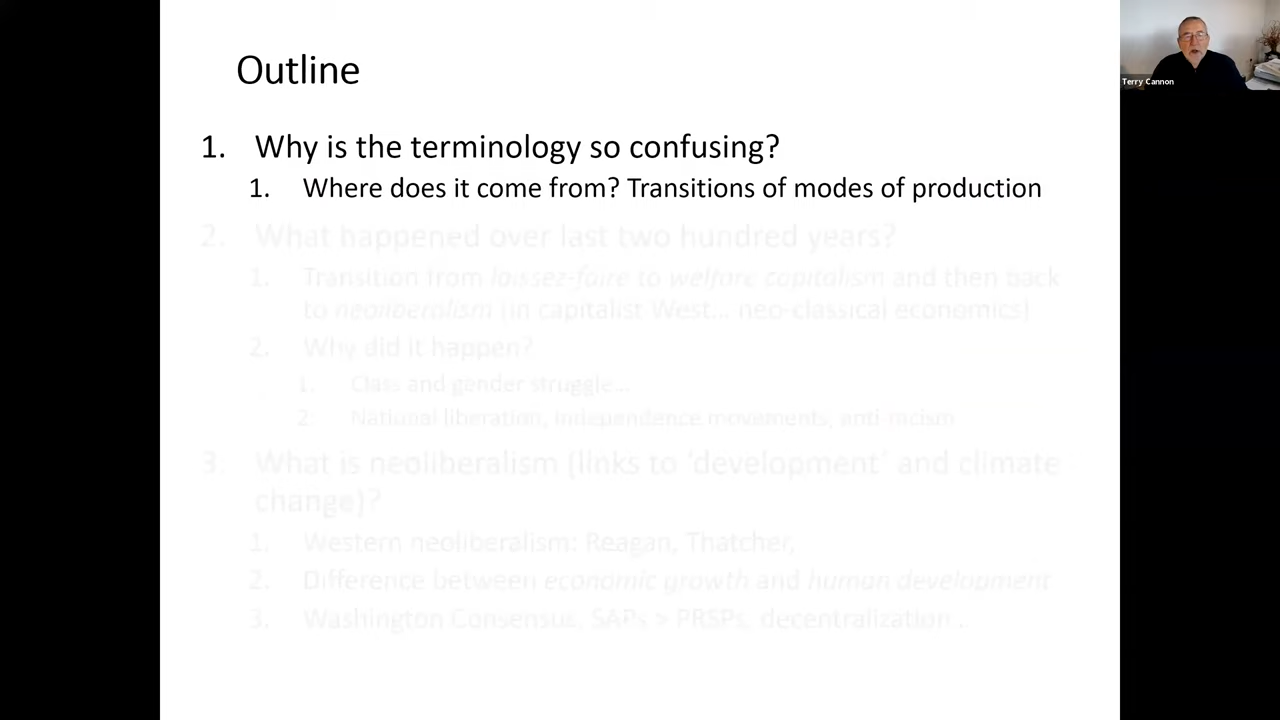 Outline
Terry Cannon
1. Why is the terminology so confusing?
1. Where does it come from? Transitions of modes of production
2. What happened over last two hundred years?
1. Transition from laissez-faire to welfare capitalism and then back
to neoliberalism (in capitalist West... neo-classical economics)
2. Why did it happen?
1. Class and gender struggle...
2. National liberation, independence movements, anti-racism
3. What is neoliberalism (links to 'development' and climate
change)?
1. Western neoliberalism: Reagan, Thatcher,
2. Difference between economic growth and human development
3. Washington Consensus, SAPs > PRSPs, decentralization..